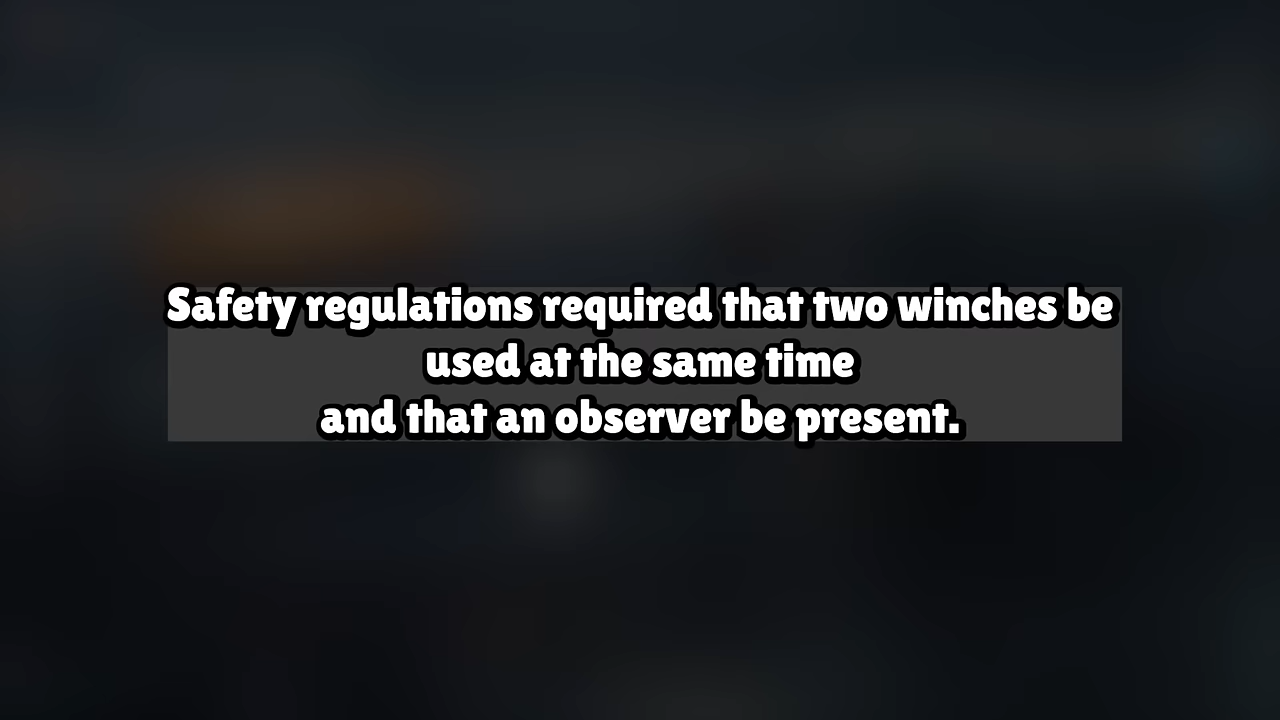 Safety regulations required that two winches be
used at the same time
and that an observer be present.